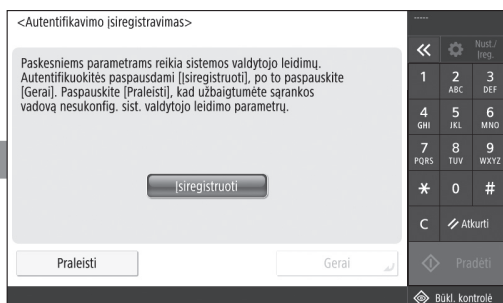 <Autentifikavimo įsiregistravimas>
Paskesniems parametrams reikia sistemos valdytojo leidimų.
Autentifikuokitės paspausdami [Įsiregistruoti], po to paspauskite
[Gerai]. Paspauskite [Praleisti], kad užbaigtumėte sąrankos
vadovą nesukonfig. sist. valdytojo leidimo parametrų.
Įsiregistruoti
Praleisti
Gerai
-----
Nust./
Įreg.
1 2 3
ABC DEF
4 5 6
GHI JKL MNO
7 8 9
PQRS TUV WXYZ
* 0 #
C Atkurti
Pradėti
Būkl. kontrolė